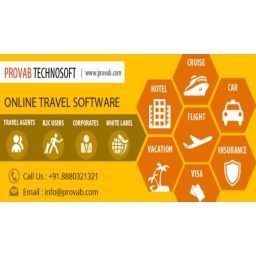 PROVAB TECHNOSOFT | www.provab.com
ONLINE TRAVEL SOFTWARE
TRAVEL AGENTS B2C USERS CORPORATES WHITE LABEL
Call Us : +91.8880321321
Email : info@provab.com
CRUISE
HOTEL
CAR
FLIGHT
VACATION
INSURANCE
VISA